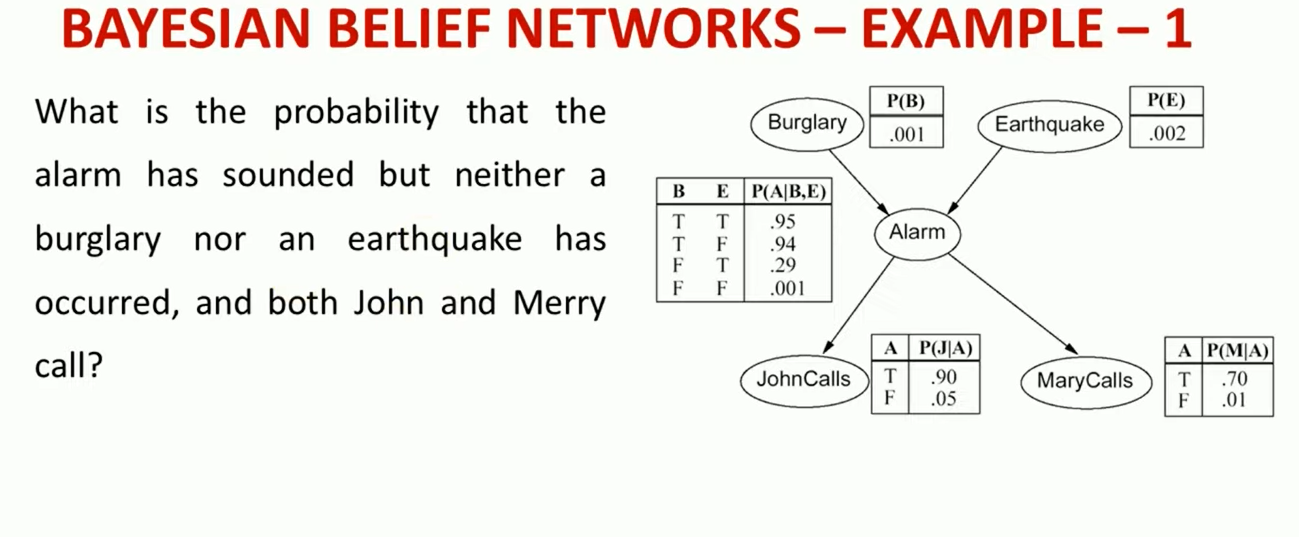 BAYESIAN BELIEF NETWORKS – EXAMPLE – 1
What is the probability that the
alarm has sounded but neither a
burglary nor an earthquake has
occurred, and both John and Merry
call?
Burglary
P(B)
.001
Earthquake
P(E)
.002
B E P(A|B,E)
T T .95
T F .94
F T .29
F F .001
Alarm
JohnCalls
A P(J|A)
T .90
F .05
MaryCalls
A P(M|A)
T .70
F .01